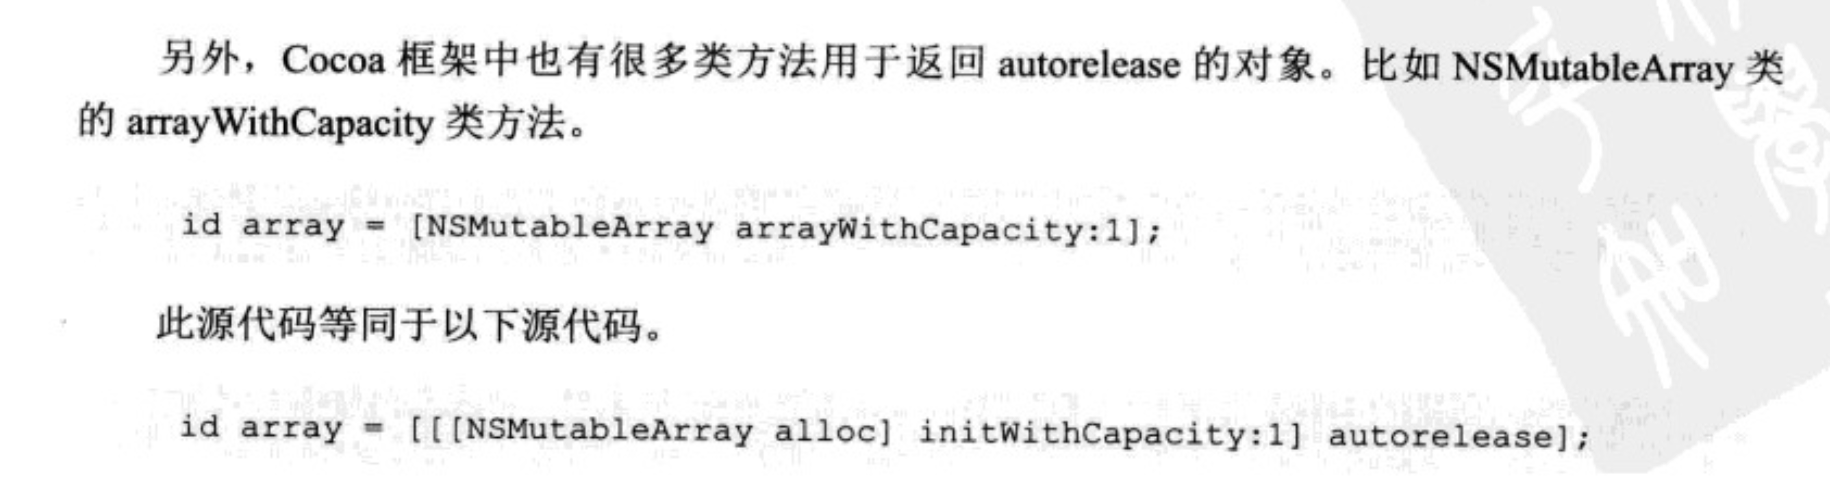 另外，Cocoa 框架中也有很多类方法用于返回 autorelease 的对象。比如 NSMutableArray 类
的 arrayWithCapacity 类方法。
id array = [NSMutableArray arrayWithCapacity:1];
此源代码等同于以下源代码。
id array = [[[NSMutableArray alloc] initWithCapacity:1] autorelease];